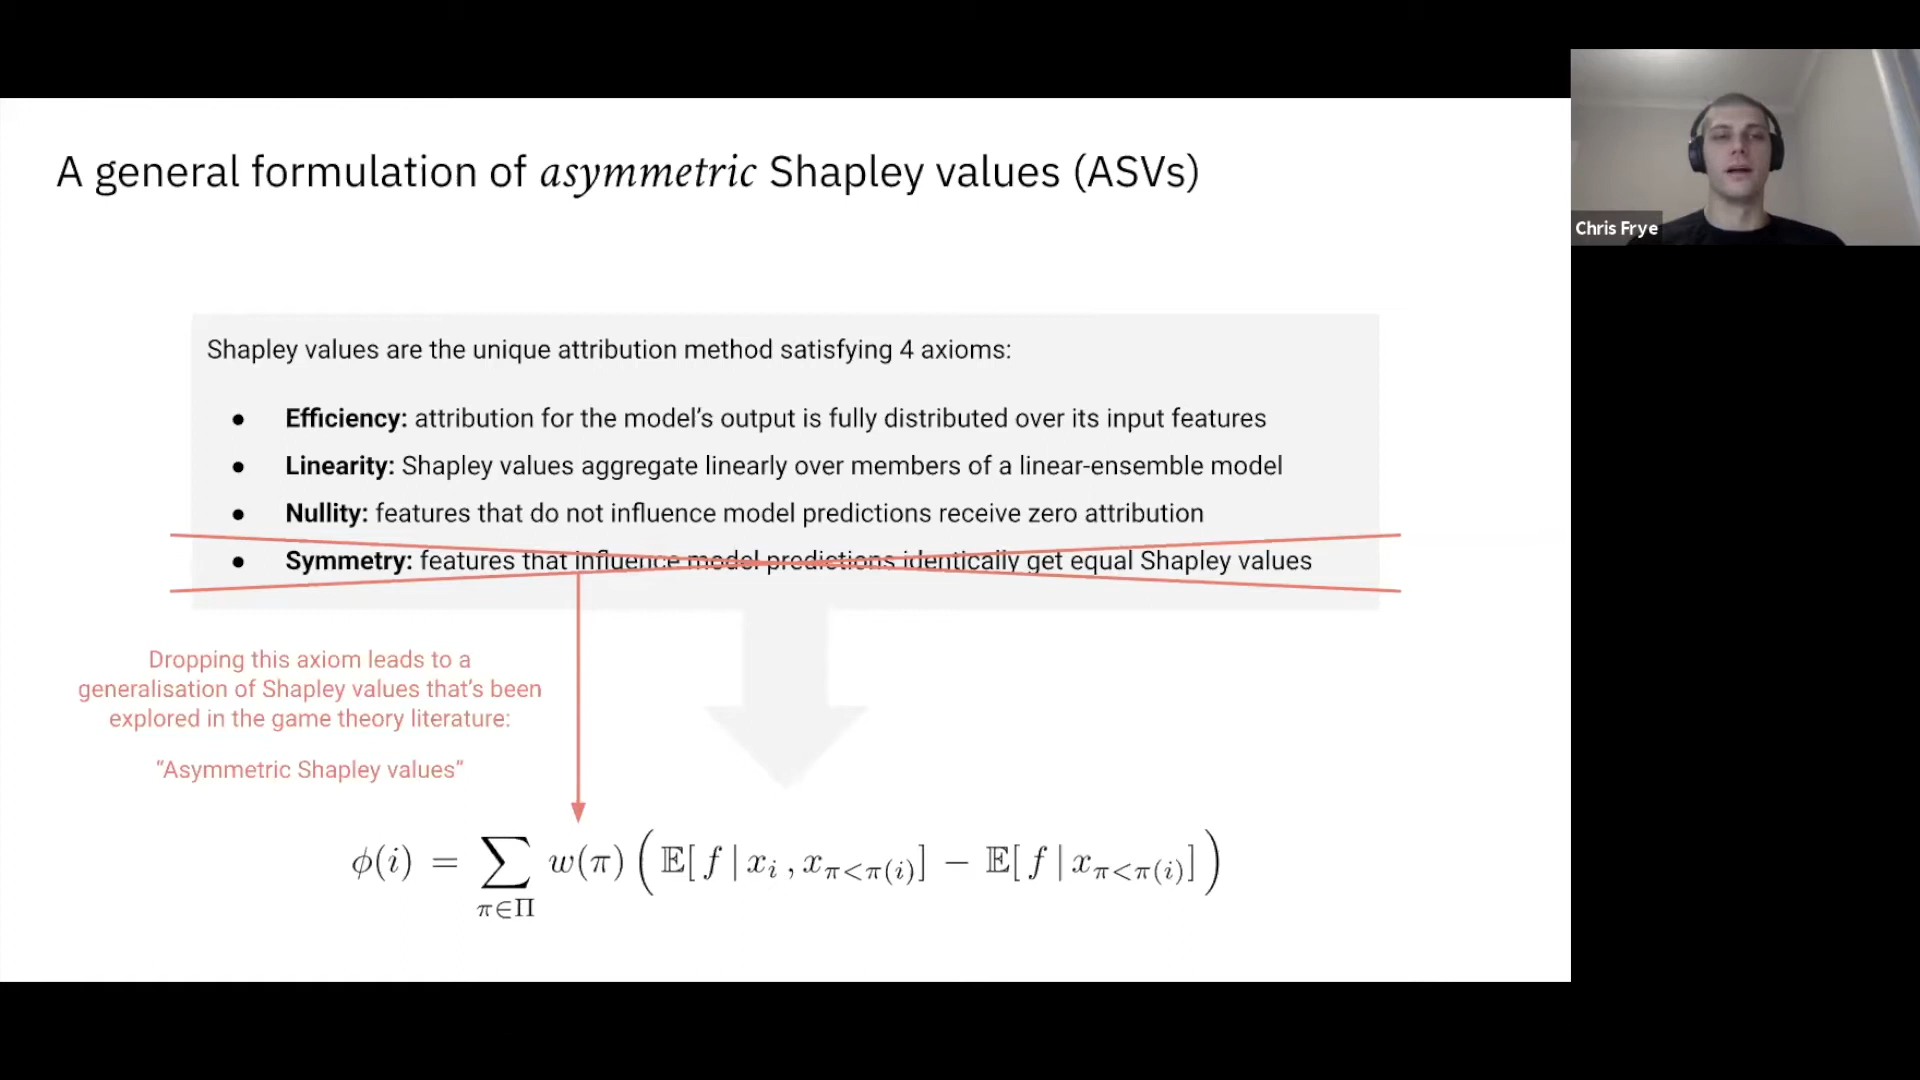 A general formulation of asymmetric Shapley values (ASVs)
Chris Frye
Shapley values are the unique attribution method satisfying 4 axioms:
● Efficiency: attribution for the model's output is fully distributed over its input features
● Linearity: Shapley values aggregate linearly over members of a linear-ensemble model
● Nullity: features that do not influence model predictions receive zero attribution
● Symmetry: features that influence model predictions identically get equal Shapley values
Dropping this axiom leads to a
generalisation of Shapley values that's been
explored in the game theory literature:
“Asymmetric Shapley values”
ϕ(i) = ∑_{π∈Π} w(π) ( 𝔼[ f | x_i , x_{π<π(i)} ] − 𝔼[ f | x_{π<π(i)} ] )